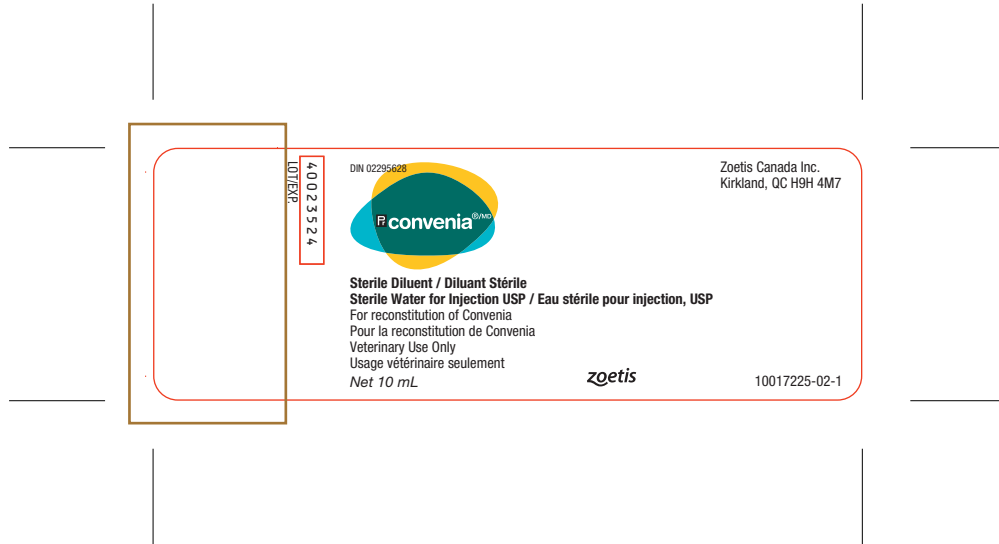 LOT/EXP.
40023524
DIN 02295628
Pr convenia®/MD
Sterile Diluent / Diluant Stérile
Sterile Water for Injection USP / Eau stérile pour injection, USP
For reconstitution of Convenia
Pour la reconstitution de Convenia
Veterinary Use Only
Usage vétérinaire seulement
Net 10 mL
zoetis
Zoetis Canada Inc.
Kirkland, QC H9H 4M7
10017225-02-1